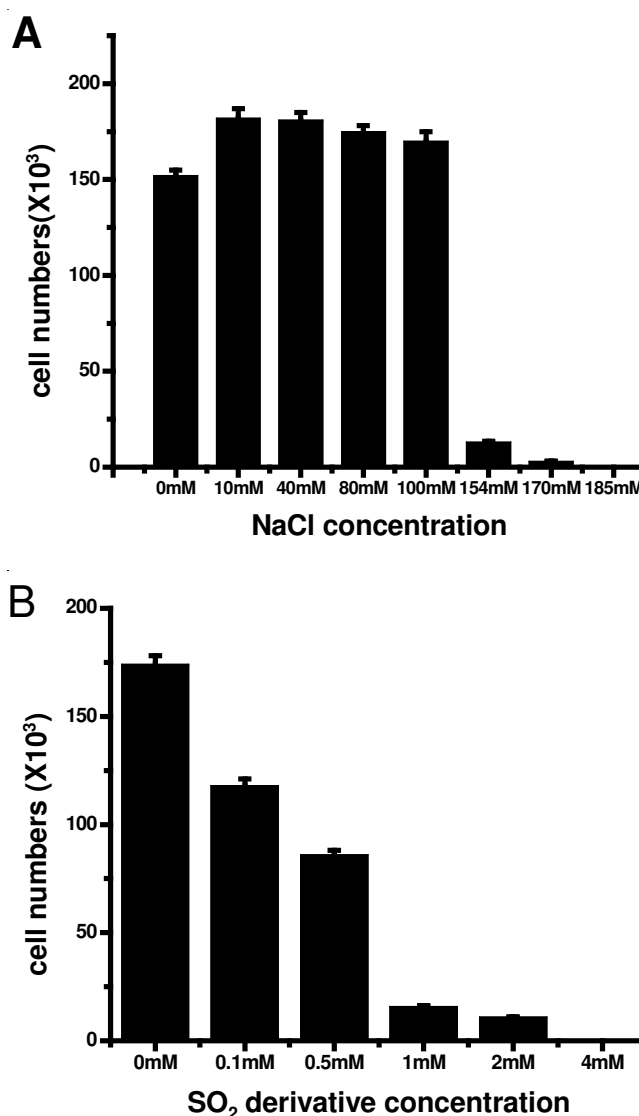 A
cell numbers(X10³)
200
150
100
50
0
0mM 10mM 40mM 80mM 100mM 154mM 170mM 185mM
NaCl concentration
B
cell numbers (X10³)
200
150
100
50
0
0mM 0.1mM 0.5mM 1mM 2mM 4mM
SO₂ derivative concentration